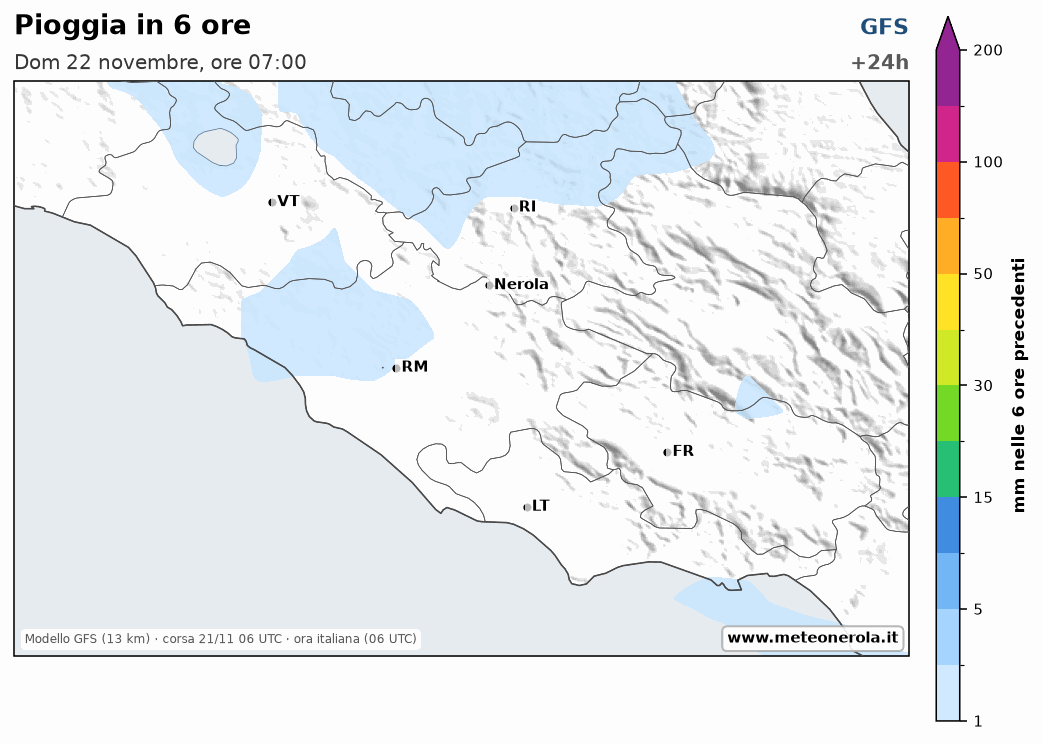 Pioggia in 6 ore
GFS
Dom 22 novembre, ore 07:00
+24h
VT
RI
Nerola
RM
FR
LT
Modello GFS (13 km) · corsa 21/11 06 UTC · ora italiana (06 UTC)
www.meteonerola.it
200
100
50
30
15
5
1
mm nelle 6 ore precedenti